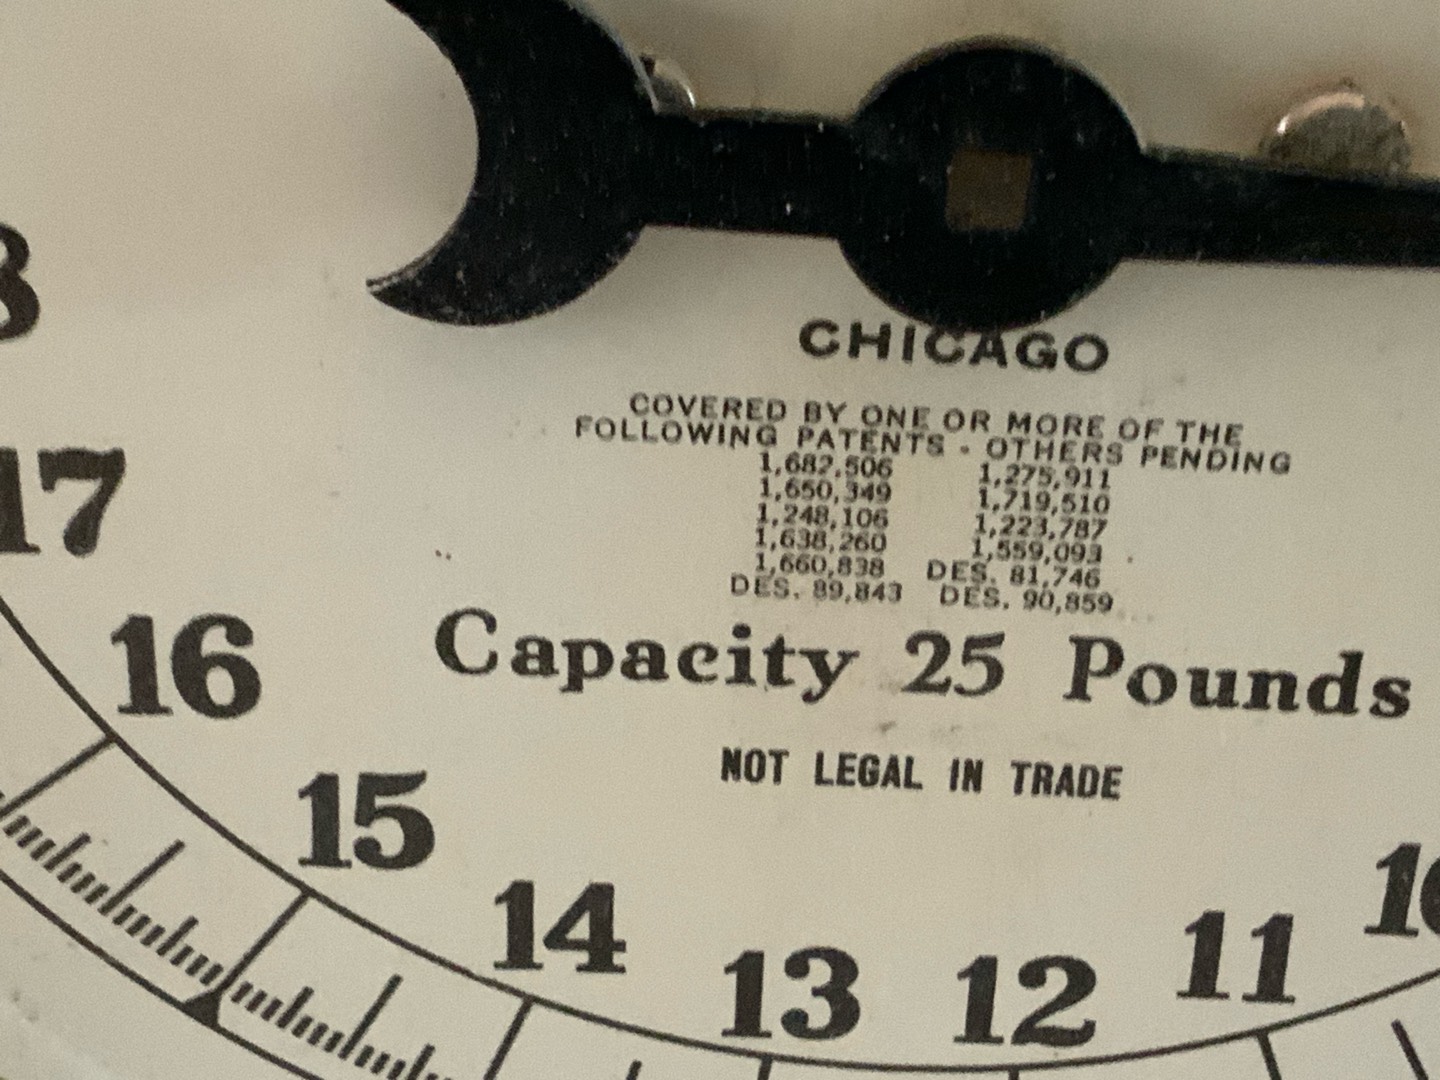 CHICAGO
COVERED BY ONE OR MORE OF THE
FOLLOWING PATENTS - OTHERS PENDING
1,682,506 1,275,911
1,650,349 1,719,510
1,248,106 1,223,787
1,638,260 1,559,093
1,660,838 DES. 81,746
DES. 89,843 DES. 90,859
Capacity 25 Pounds
NOT LEGAL IN TRADE
17
16
15
14
13
12
11